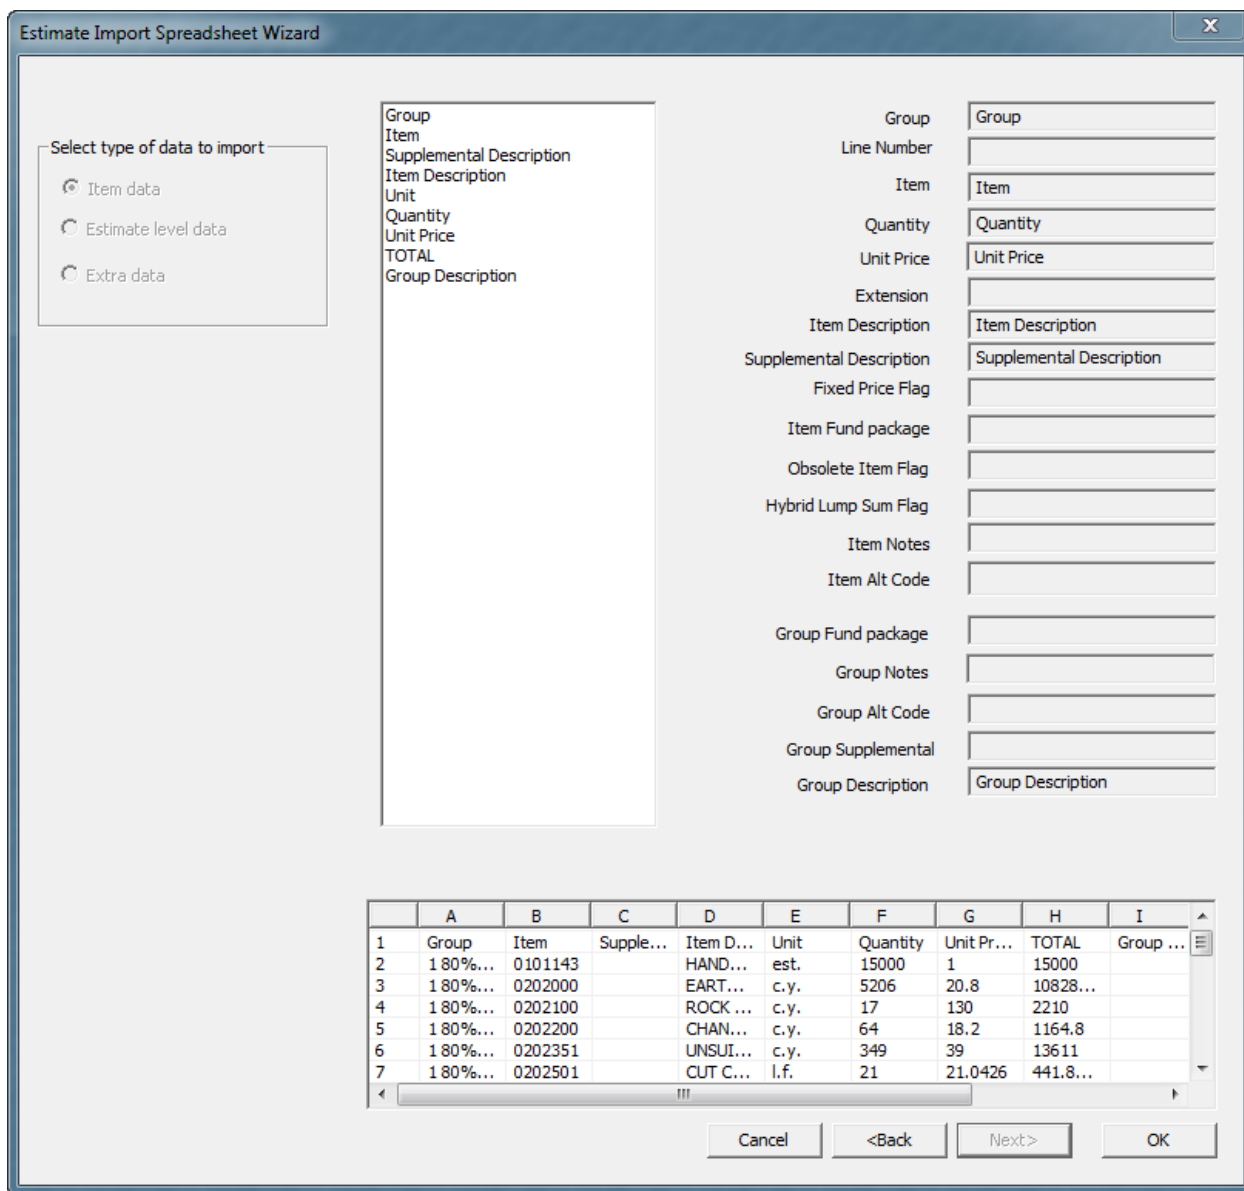 Estimate Import Spreadsheet Wizard
X
Select type of data to import
Item data
Estimate level data
Extra data
Group
Item
Supplemental Description
Item Description
Unit
Quantity
Unit Price
TOTAL
Group Description
Group Group
Line Number
Item Item
Quantity Quantity
Unit Price Unit Price
Extension
Item Description Item Description
Supplemental Description Supplemental Description
Fixed Price Flag
Item Fund package
Obsolete Item Flag
Hybrid Lump Sum Flag
Item Notes
Item Alt Code
Group Fund package
Group Notes
Group Alt Code
Group Supplemental
Group Description Group Description
A B C D E F G H I
1 Group Item Supple... Item D... Unit Quantity Unit Pr... TOTAL Group ...
2 1 80%... 0101143 HAND... est. 15000 1 15000
3 1 80%... 0202000 EART... c.y. 5206 20.8 10828...
4 1 80%... 0202100 ROCK ... c.y. 17 130 2210
5 1 80%... 0202200 CHAN... c.y. 64 18.2 1164.8
6 1 80%... 0202351 UNSUI... c.y. 349 39 13611
7 1 80%... 0202501 CUT C... l.f. 21 21.0426 441.8...
Cancel <Back Next> OK